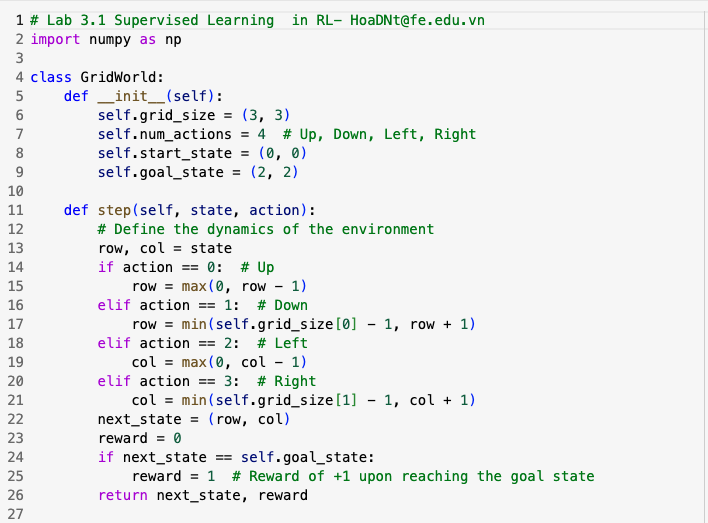 1 # Lab 3.1 Supervised Learning  in RL– HoaDNt@fe.edu.vn
2 import numpy as np
3
4 class GridWorld:
5     def __init__(self):
6         self.grid_size = (3, 3)
7         self.num_actions = 4  # Up, Down, Left, Right
8         self.start_state = (0, 0)
9         self.goal_state = (2, 2)
10
11     def step(self, state, action):
12         # Define the dynamics of the environment
13         row, col = state
14         if action == 0:  # Up
15             row = max(0, row - 1)
16         elif action == 1:  # Down
17             row = min(self.grid_size[0] - 1, row + 1)
18         elif action == 2:  # Left
19             col = max(0, col - 1)
20         elif action == 3:  # Right
21             col = min(self.grid_size[1] - 1, col + 1)
22         next_state = (row, col)
23         reward = 0
24         if next_state == self.goal_state:
25             reward = 1  # Reward of +1 upon reaching the goal state
26         return next_state, reward
27